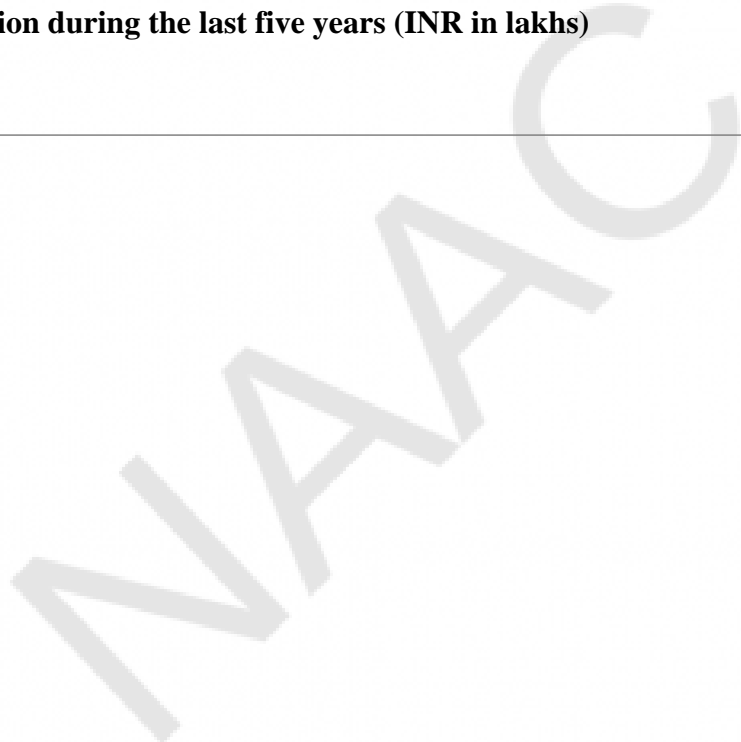 ion during the last five years (INR in lakhs)
NAAC